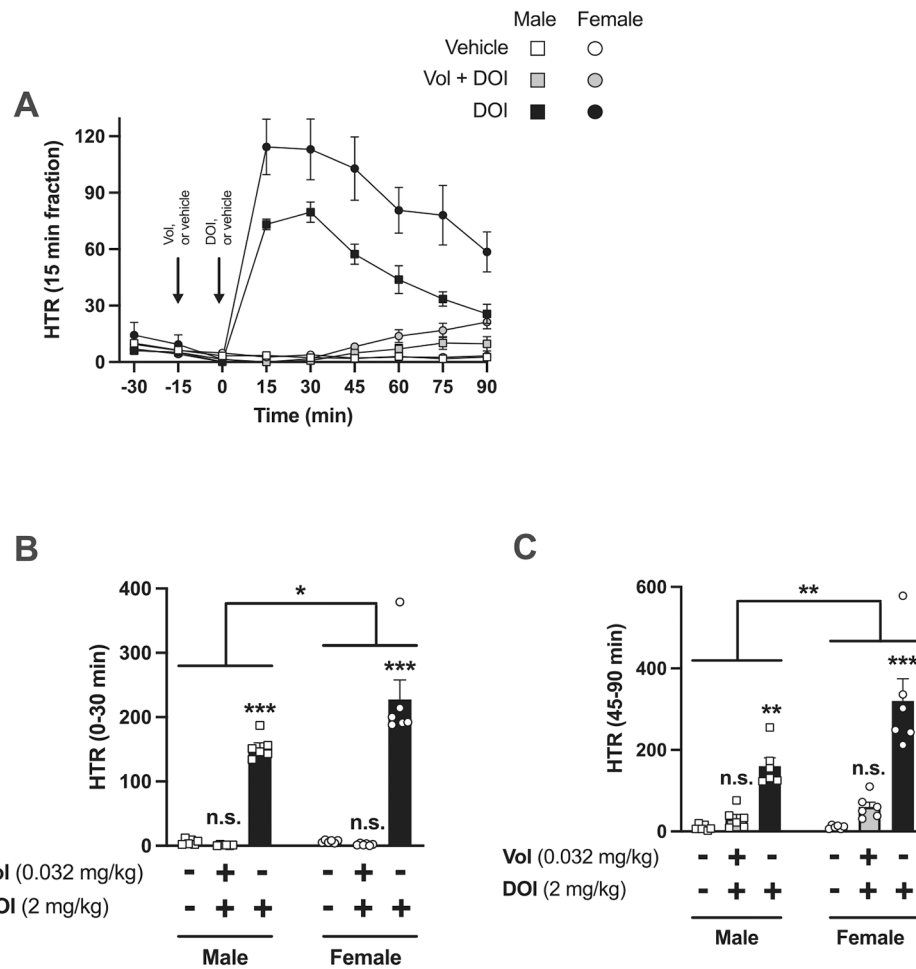 Male Female
Vehicle
Vol + DOI
DOI
A
HTR (15 min fraction)
120
90
60
30
0
Vol,
or vehicle
DOI,
or vehicle
-30 -15 0 15 30 45 60 75 90
Time (min)
B
HTR (0-30 min)
400
300
200
100
0
*
***
***
n.s.
n.s.
ol (0.032 mg/kg) - + - - + -
OI (2 mg/kg) - + + - + +
Male Female
C
HTR (45-90 min)
600
400
200
0
**
***
**
n.s.
n.s.
Vol (0.032 mg/kg) - + - - + -
DOI (2 mg/kg) - + + - + +
Male Female